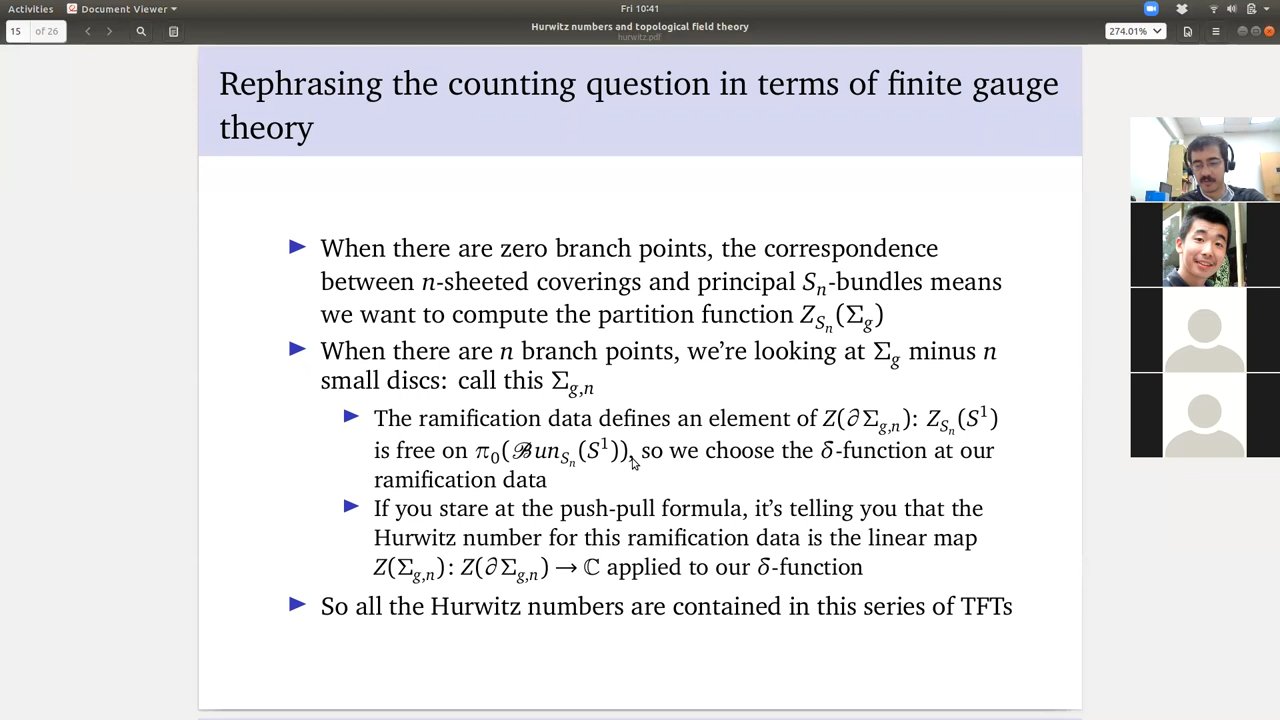 Activities Document Viewer Fri 10:41
15 of 26 Hurwitz numbers and topological field theory 274.01%
hurwitz.pdf
Rephrasing the counting question in terms of finite gauge
theory
▶ When there are zero branch points, the correspondence
between n-sheeted coverings and principal Sₙ-bundles means
we want to compute the partition function Z_{Sₙ}(Σ_g)
▶ When there are n branch points, we're looking at Σ_g minus n
small discs: call this Σ_{g,n}
▶ The ramification data defines an element of Z(∂Σ_{g,n}): Z_{Sₙ}(S¹)
is free on π₀(ℬun_{Sₙ}(S¹)), so we choose the δ-function at our
ramification data
▶ If you stare at the push-pull formula, it's telling you that the
Hurwitz number for this ramification data is the linear map
Z(Σ_{g,n}): Z(∂Σ_{g,n}) → ℂ applied to our δ-function
▶ So all the Hurwitz numbers are contained in this series of TFTs